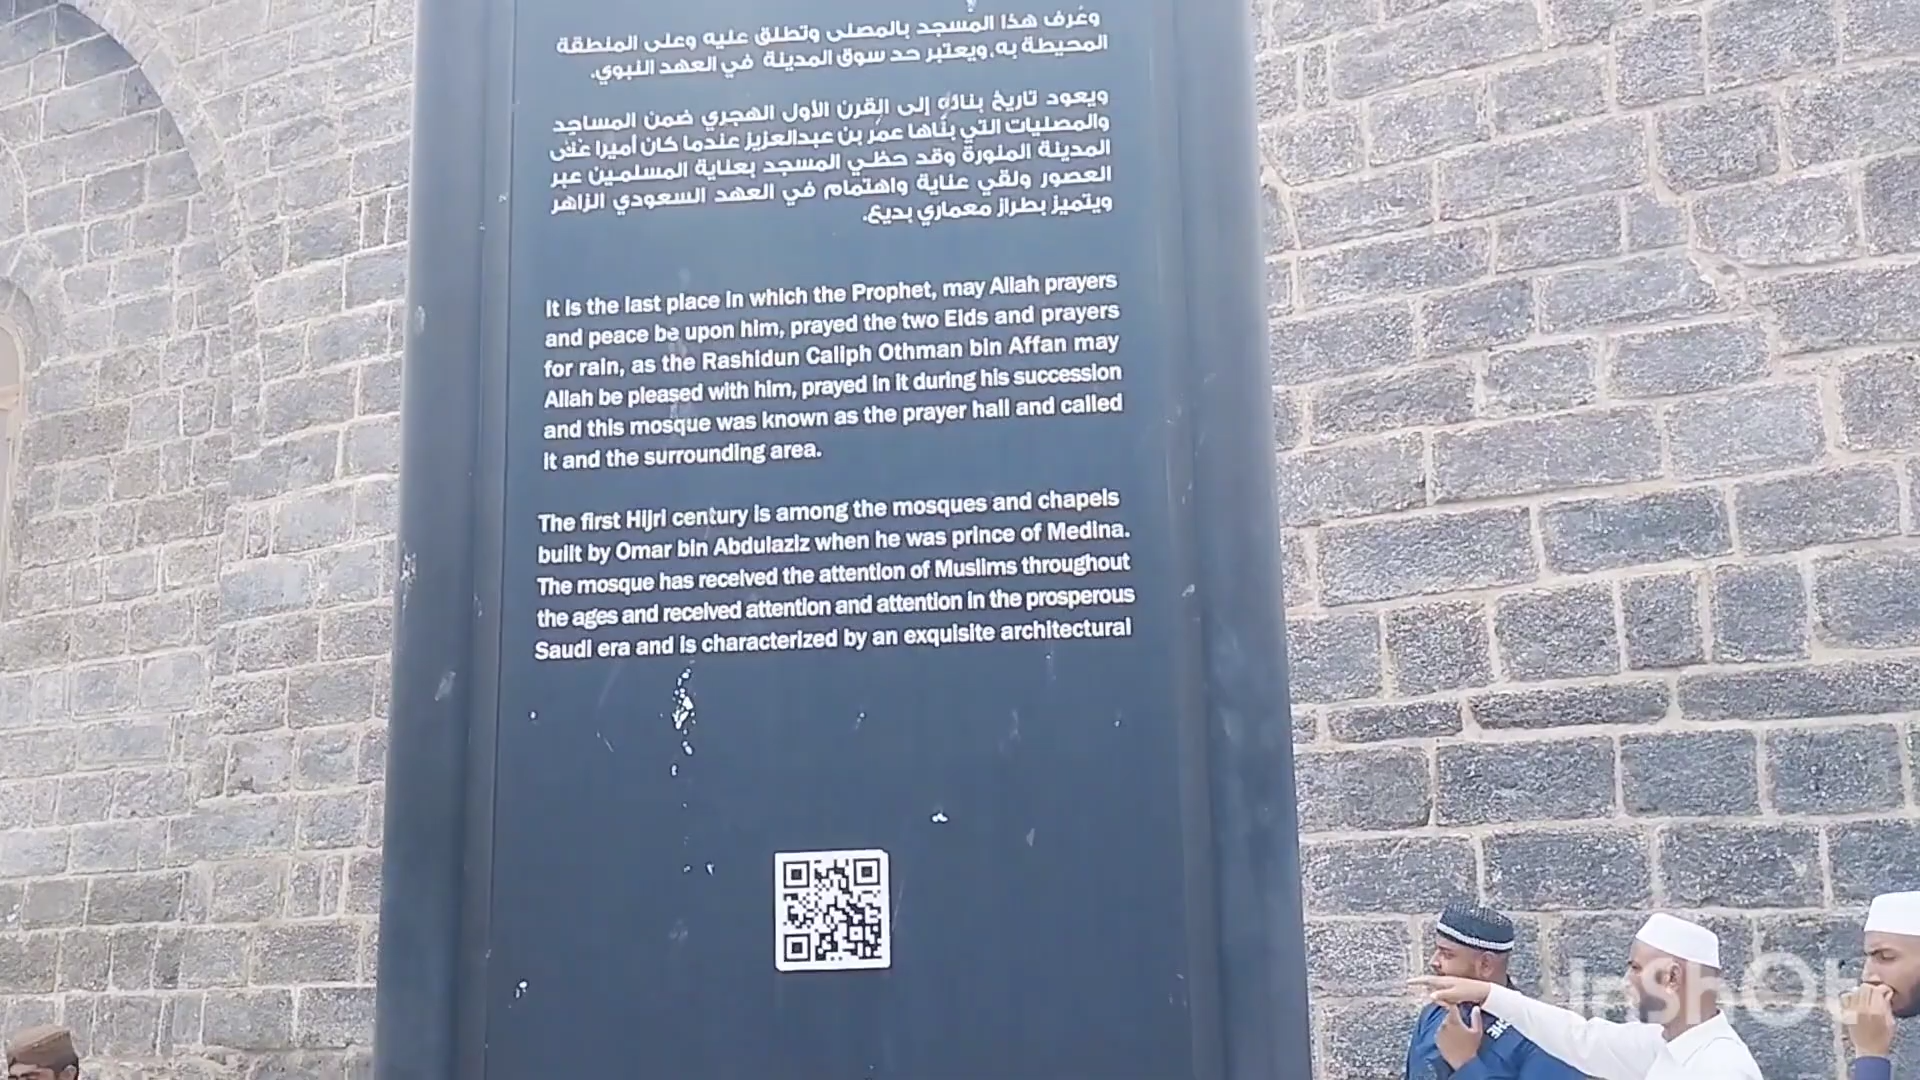 وعُرف هذا المسجد بالمصلى وتطلق عليه وعلى المنطقة
المحيطة به، ويعتبر حد سوق المدينة في العهد النبوي.
ويعود تاريخ بنائه إلى القرن الأول الهجري ضمن المساجد
والمصليات التي بناها عمر بن عبدالعزيز عندما كان أميرا على
المدينة المنورة وقد حظي المسجد بعناية المسلمين عبر
العصور ولقي عناية واهتمام في العهد السعودي الزاهر
ويتميز بطراز معماري بديع.
It is the last place in which the Prophet, may Allah prayers
and peace be upon him, prayed the two Eids and prayers
for rain, as the Rashidun Caliph Othman bin Affan may
Allah be pleased with him, prayed in it during his succession
and this mosque was known as the prayer hall and called
it and the surrounding area.
The first Hijri century is among the mosques and chapels
built by Omar bin Abdulaziz when he was prince of Medina.
The mosque has received the attention of Muslims throughout
the ages and received attention and attention in the prosperous
Saudi era and is characterized by an exquisite architectural
InShOt